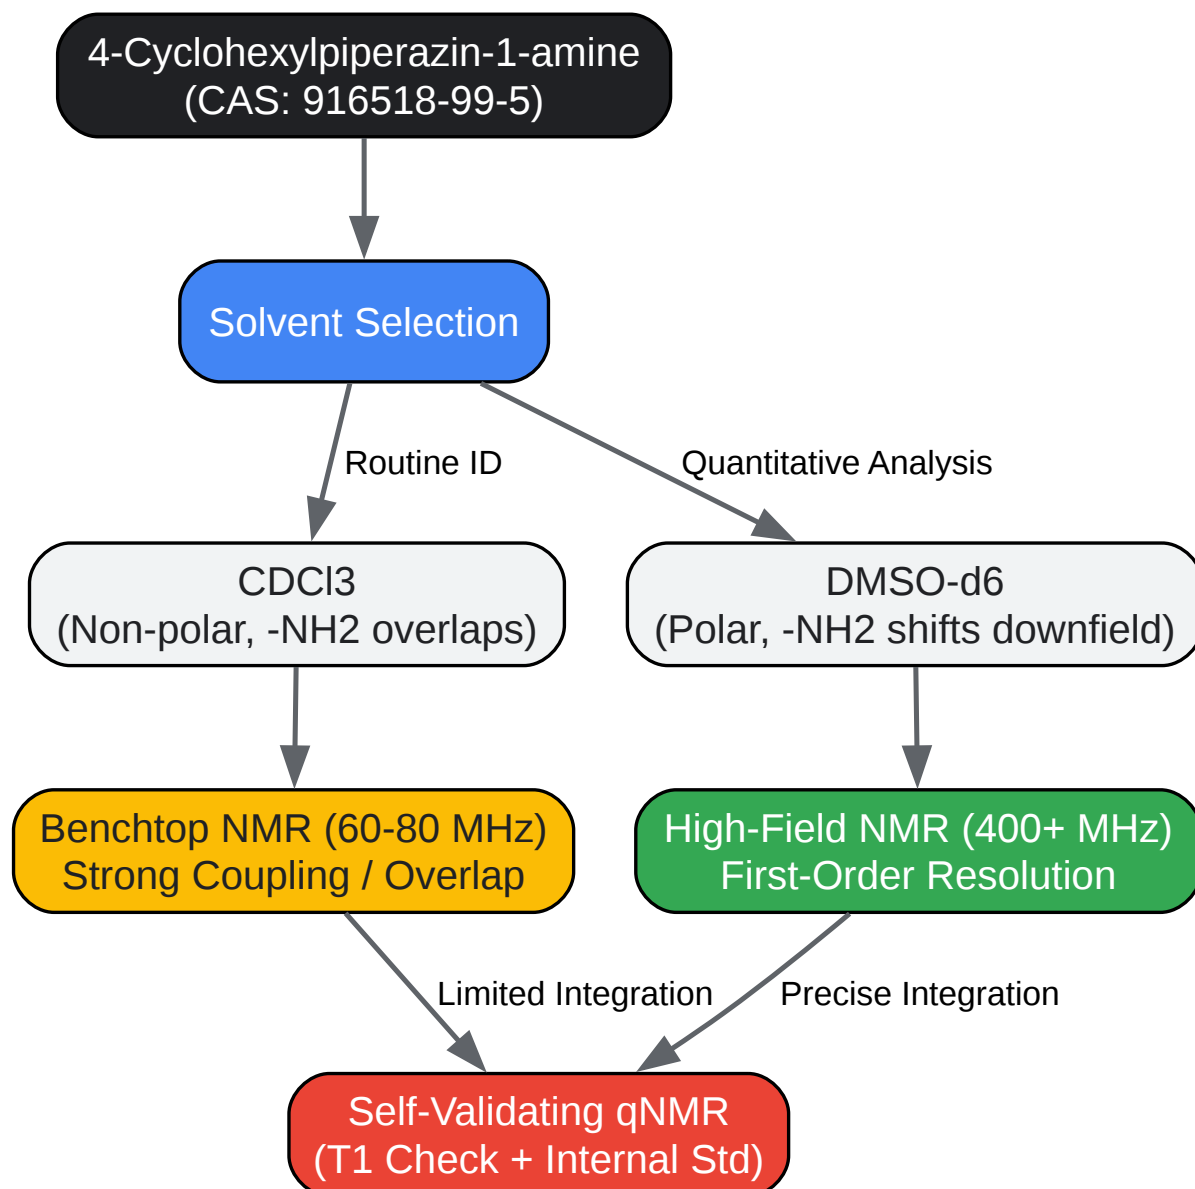 4-Cyclohexylpiperazin-1-amine
(CAS: 916518-99-5)
Solvent Selection
Routine ID
Quantitative Analysis
CDCl3
(Non-polar, -NH2 overlaps)
DMSO-d6
(Polar, -NH2 shifts downfield)
Benchtop NMR (60-80 MHz)
Strong Coupling / Overlap
High-Field NMR (400+ MHz)
First-Order Resolution
Limited Integration
Precise Integration
Self-Validating qNMR
(T1 Check + Internal Std)